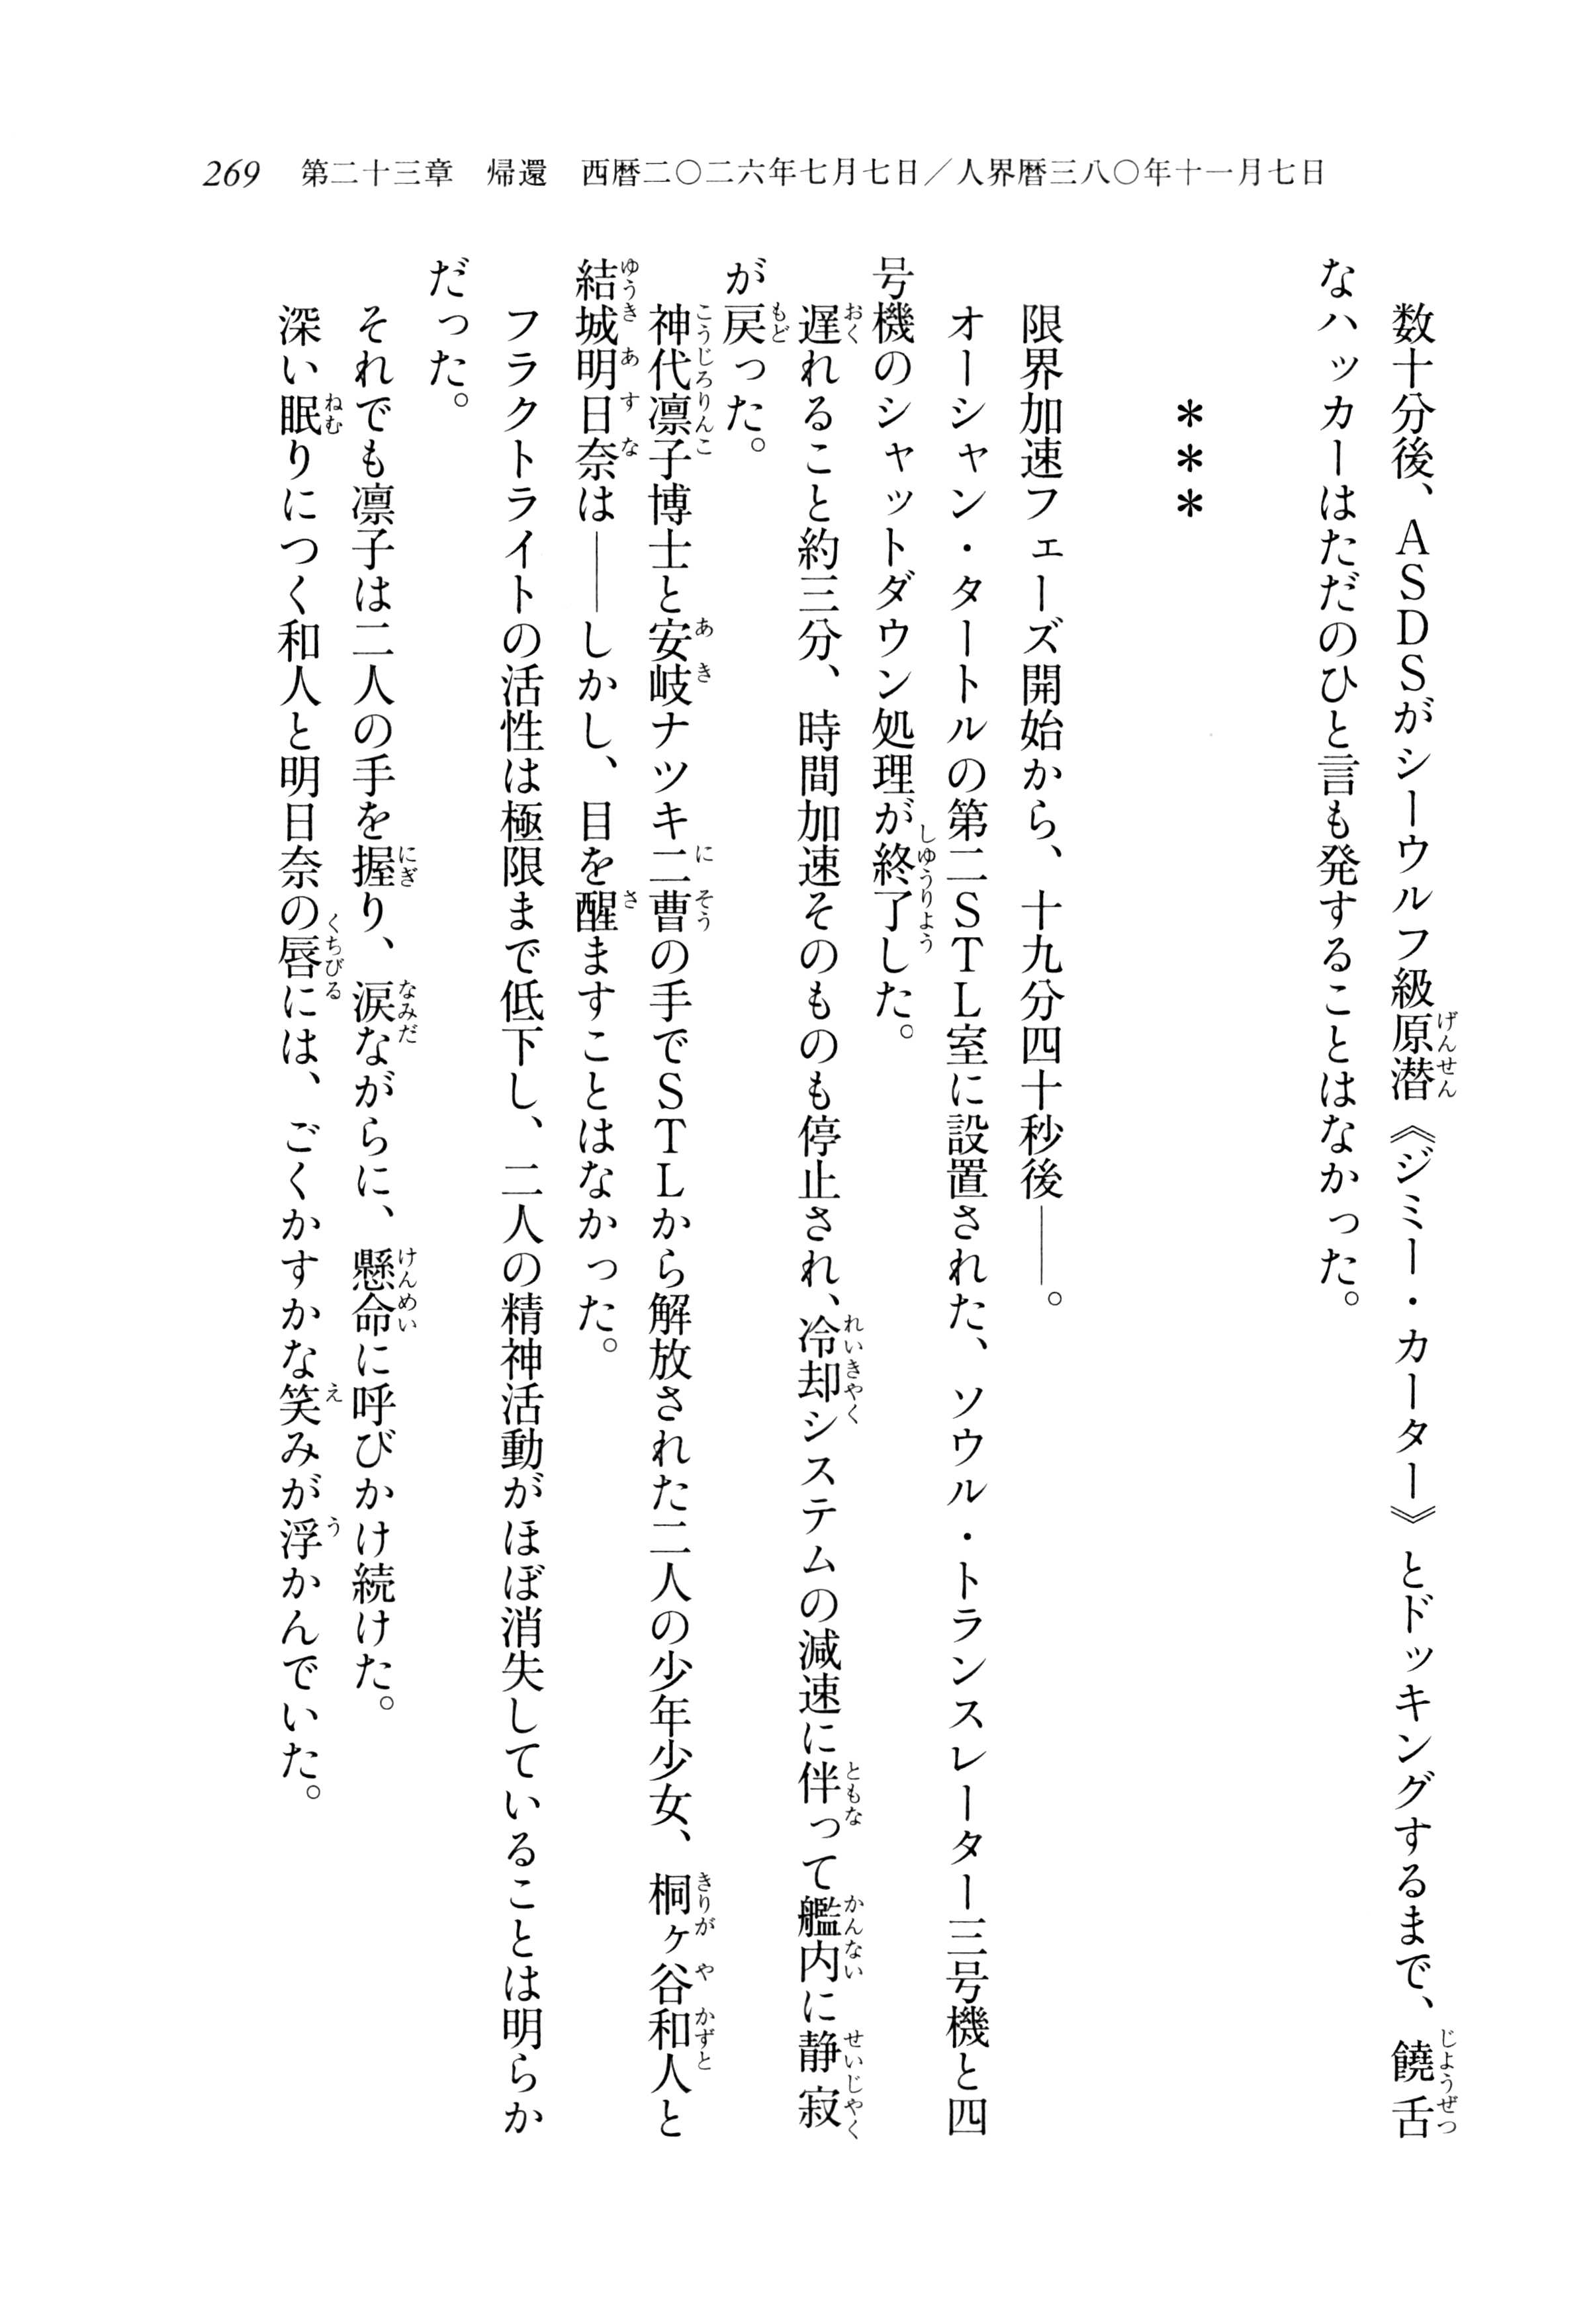 269　第二十三章　帰還　西暦二〇二六年七月七日／人界暦三八〇年十一月七日
　数十分後、ASDSがシーウルフ級原潜《ジミー・カーター》とドッキングするまで、饒舌
なハッカーはただのひと言も発することはなかった。
＊＊＊
　限界加速フェーズ開始から、十九分四十秒後――。
　オーシャン・タートルの第二STL室に設置された、ソウル・トランスレーター三号機と四
号機のシャットダウン処理が終了した。
　遅れること約三分、時間加速そのものも停止され、冷却システムの減速に伴って艦内に静寂
が戻った。
　神代凛子博士と安岐ナツキ二曹の手でSTLから解放された二人の少年少女、桐ヶ谷和人と
結城明日奈は――しかし、目を醒ますことはなかった。
　フラクトライトの活性は極限まで低下し、二人の精神活動がほぼ消失していることは明らか
だった。
　それでも凛子は二人の手を握り、涙ながらに、懸命に呼びかけ続けた。
　深い眠りにつく和人と明日奈の唇には、ごくかすかな笑みが浮かんでいた。